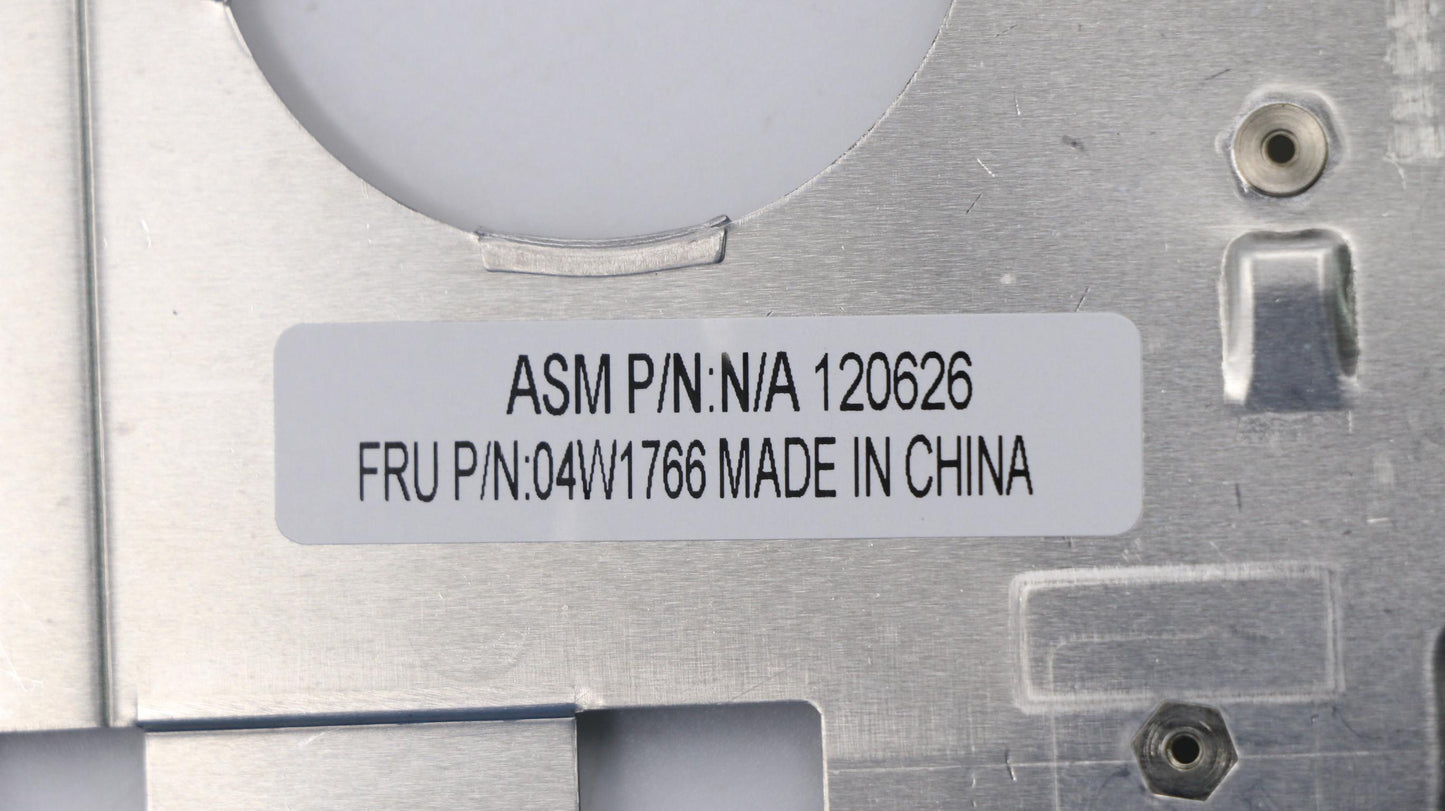 ASM P/N:N/A 120626
FRU P/N:04W1766 MADE IN CHINA